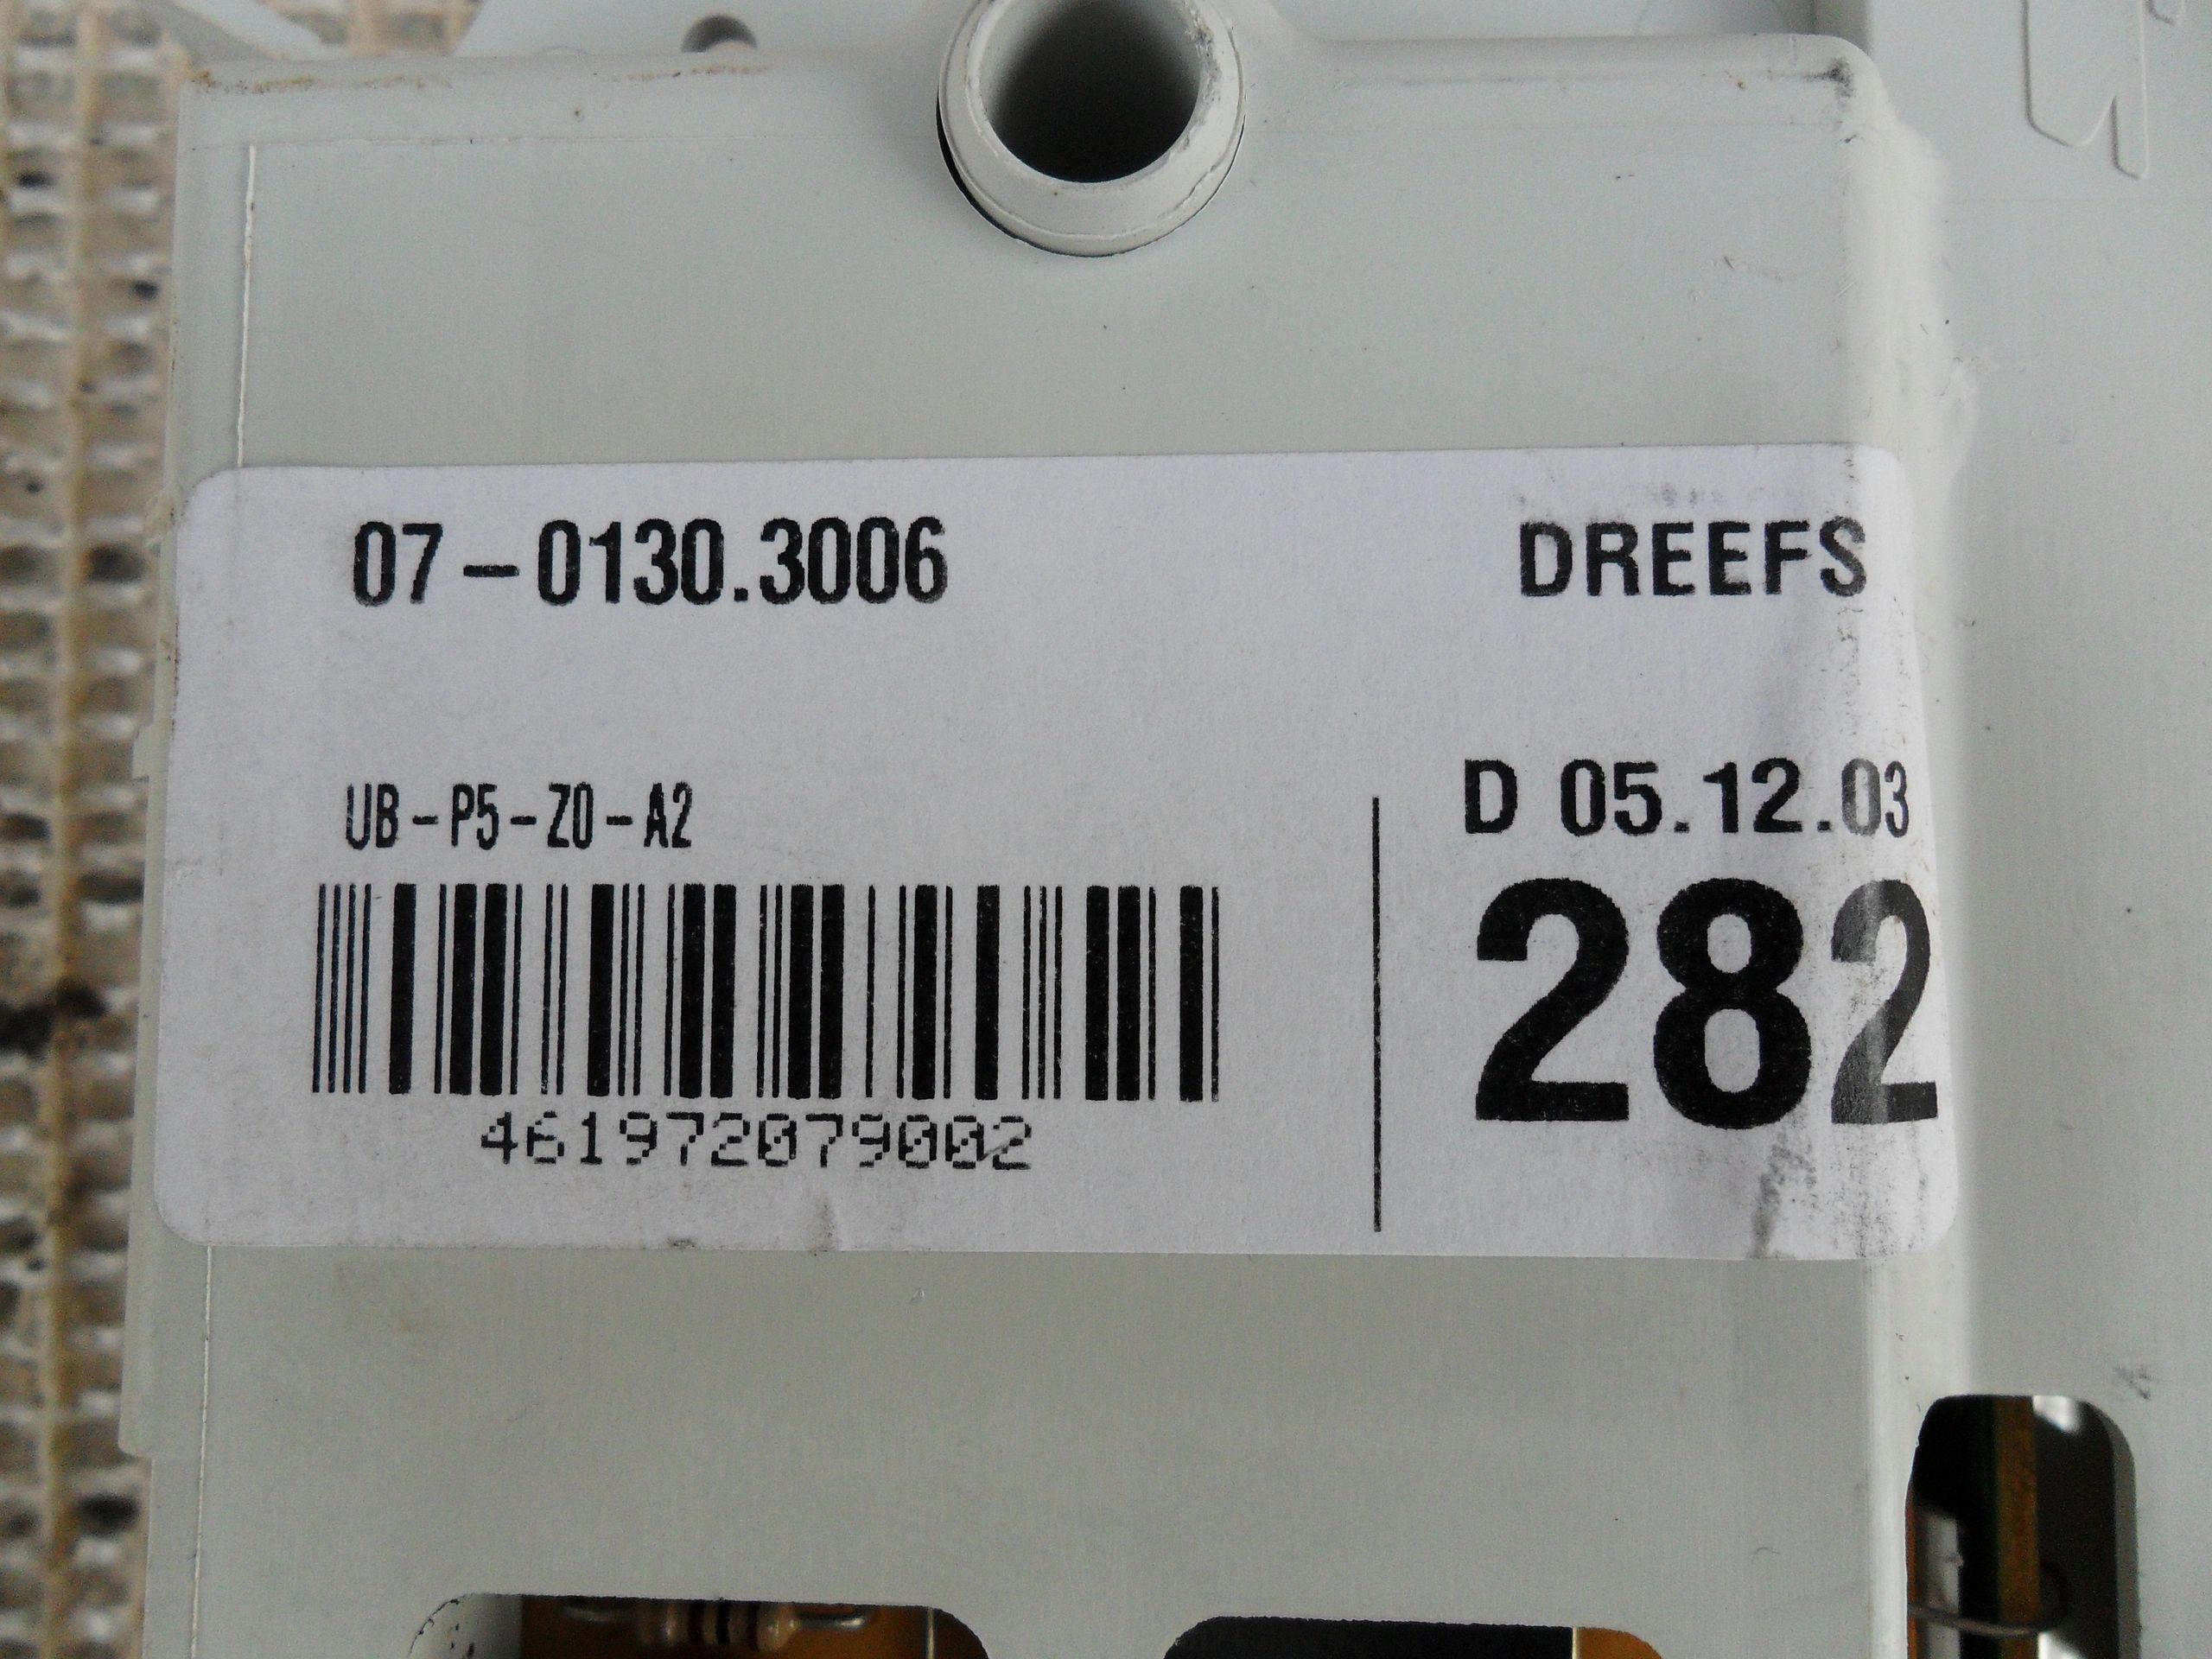 07-0130.3006
DREEFS
UB-P5-Z0-A2
D 05.12.03
282
461972079002